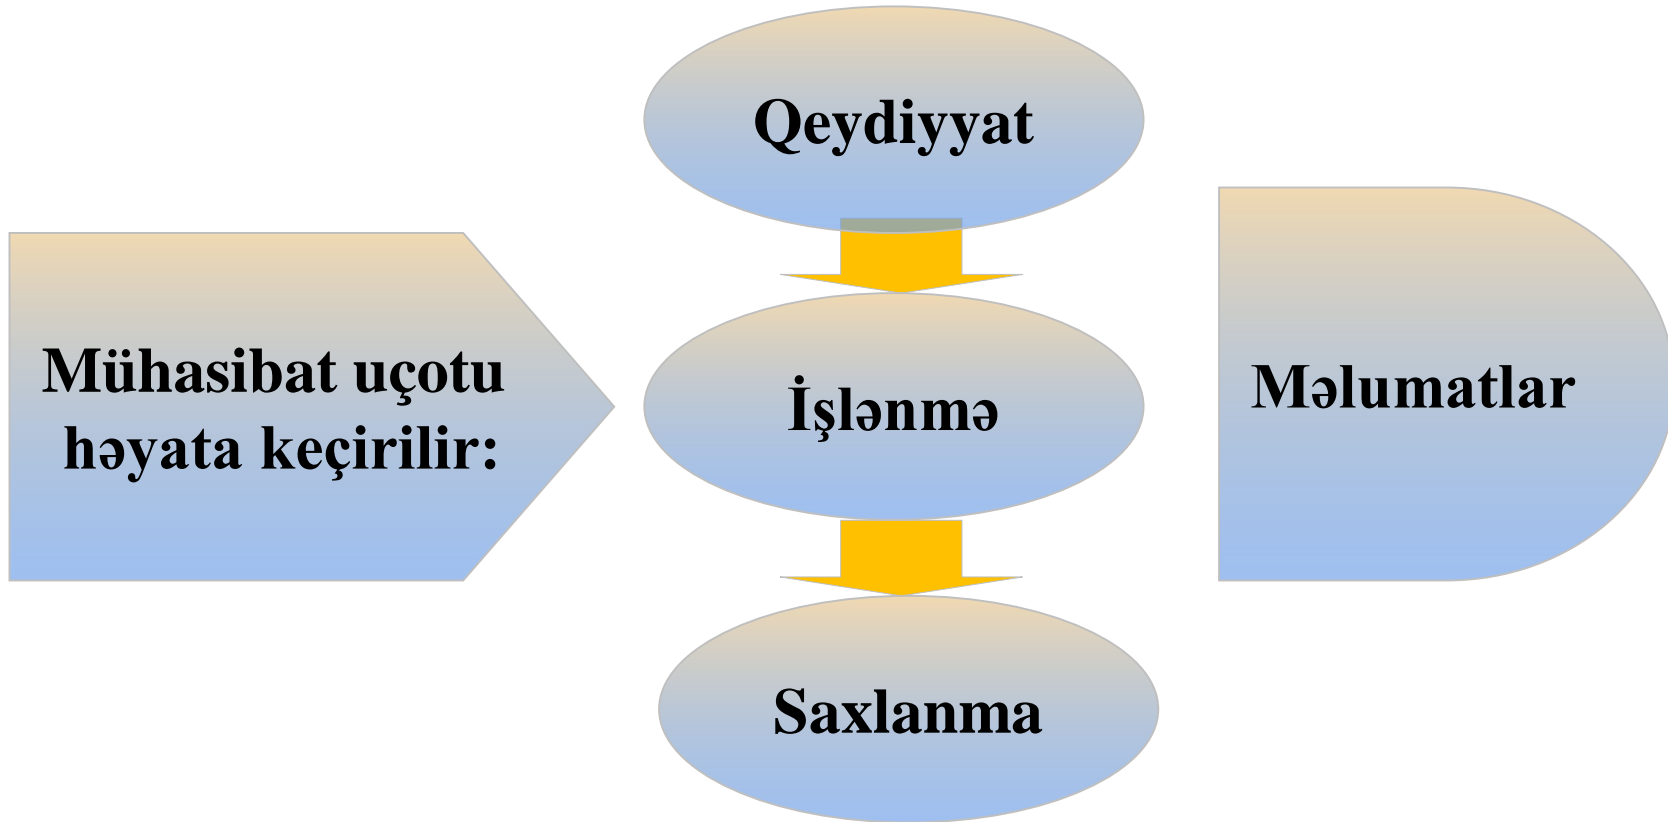 Mühasibat uçotu
həyata keçirilir:
Qeydiyyat
İşlənmə
Saxlanma
Məlumatlar